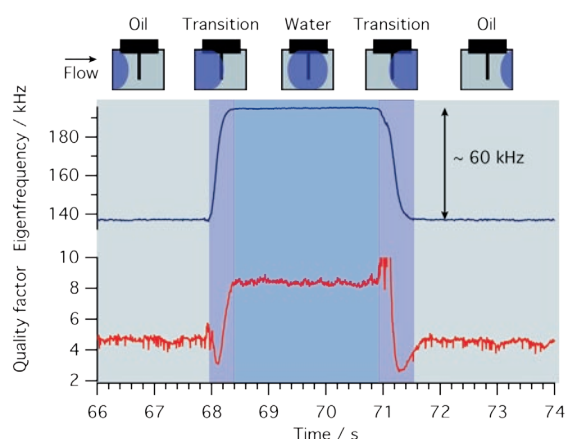 Oil Transition Water Transition Oil
Flow
Eigenfrequency / kHz
180
160
140
~ 60 kHz
Quality factor
10
8
6
4
2
66 67 68 69 70 71 72 73 74
Time / s